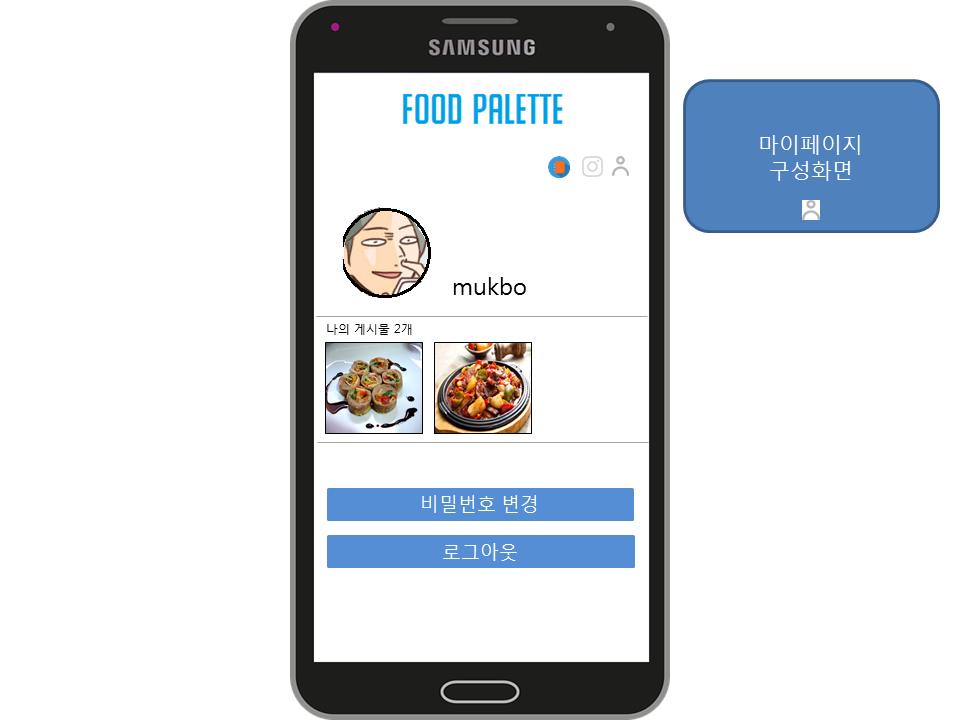 SAMSUNG
FOOD PALETTE
마이페이지
구성화면
mukbo
나의 게시물 2개
비밀번호 변경
로그아웃